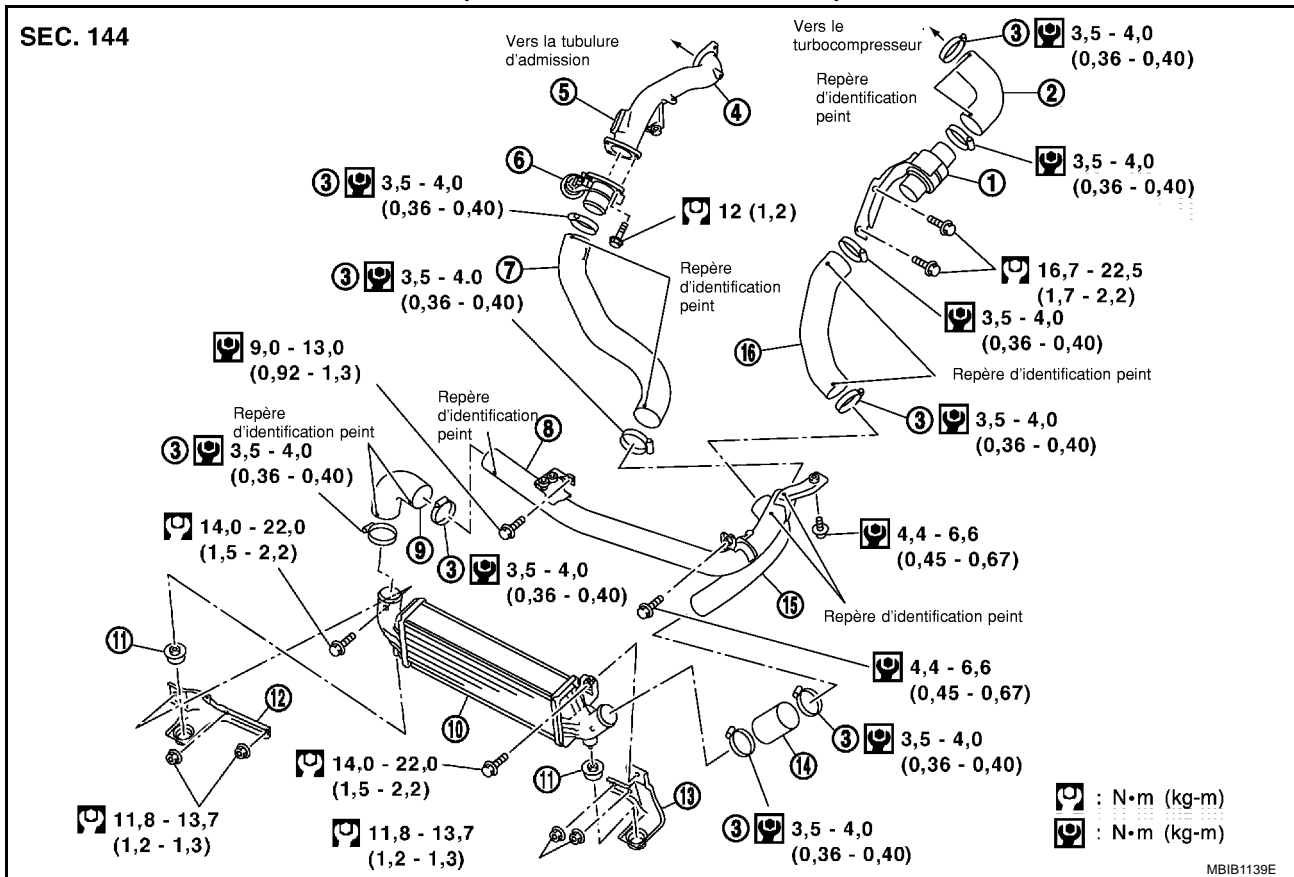 SEC. 144
Vers la tubulure
d'admission
Vers le
turbocompresseur
3 3,5 - 4,0
(0,36 - 0,40)
Repère
d'identification
peint
2
5
4
6
3 3,5 - 4,0
(0,36 - 0,40)
3,5 - 4,0
(0,36 - 0,40)
1
12 (1,2)
3 3,5 - 4.0
(0,36 - 0,40)
7
Repère
d'identification
peint
16,7 - 22,5
(1,7 - 2,2)
3,5 - 4,0
(0,36 - 0,40)
16
9,0 - 13,0
(0,92 - 1,3)
Repère d'identification peint
Repère
d'identification peint
Repère
d'identification
peint
8
3 3,5 - 4,0
(0,36 - 0,40)
3 3,5 - 4,0
(0,36 - 0,40)
14,0 - 22,0
(1,5 - 2,2)
9
3 3,5 - 4,0
(0,36 - 0,40)
4,4 - 6,6
(0,45 - 0,67)
15
Repère d'identification peint
11
4,4 - 6,6
(0,45 - 0,67)
12
10
14,0 - 22,0
(1,5 - 2,2)
11
13
14
3 3,5 - 4,0
(0,36 - 0,40)
11,8 - 13,7
(1,2 - 1,3)
11,8 - 13,7
(1,2 - 1,3)
3 3,5 - 4,0
(0,36 - 0,40)
: N•m (kg-m)
: N•m (kg-m)
MBIB1139E